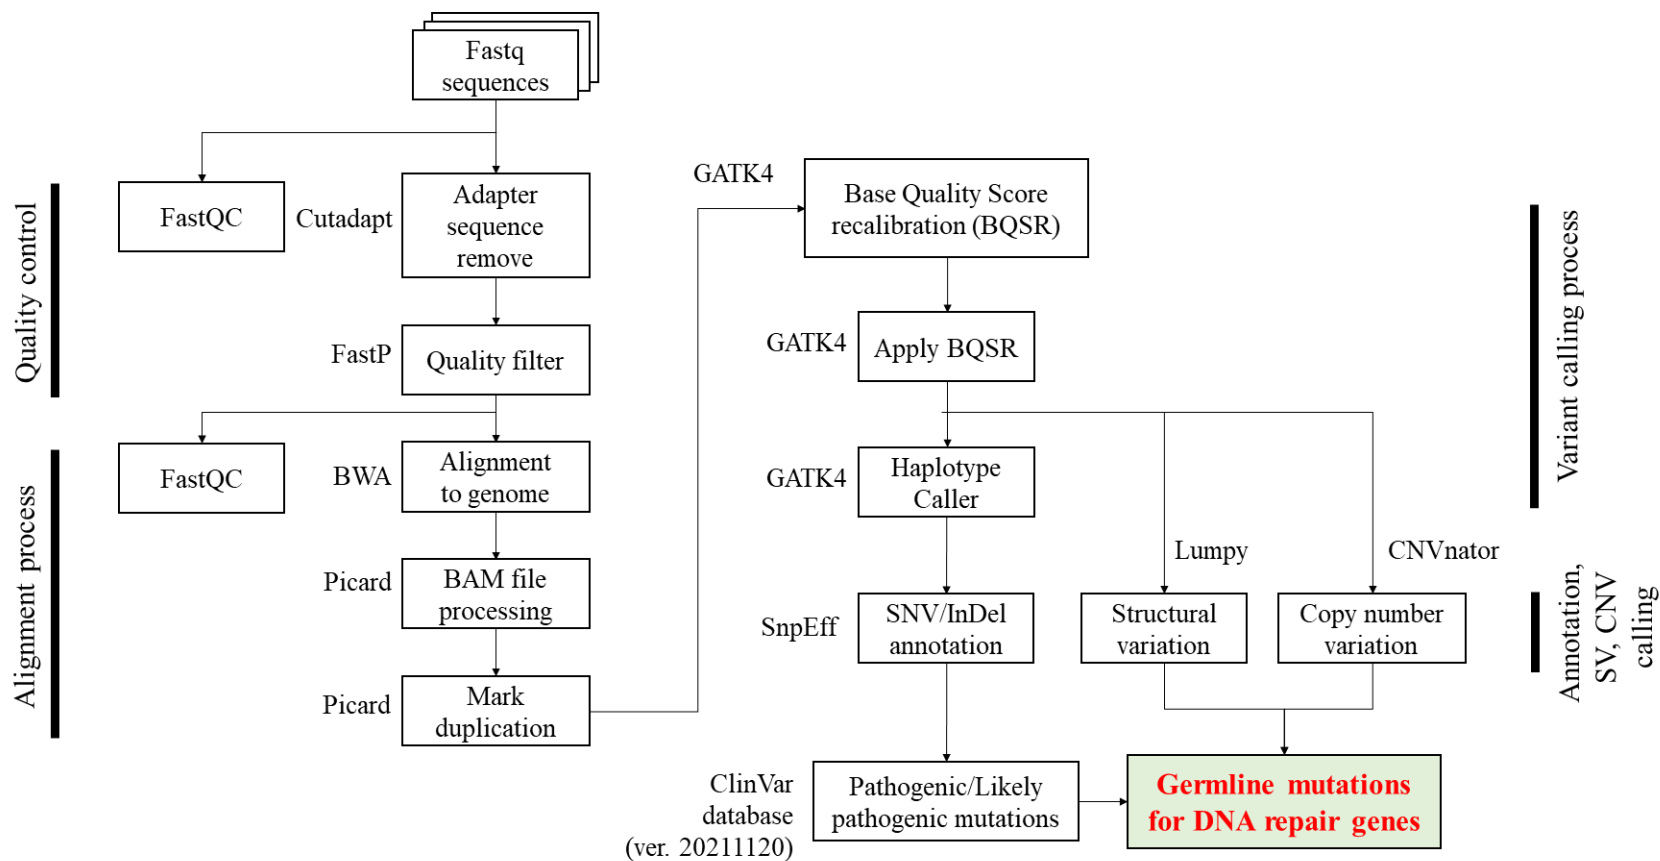 Fastq
sequences
Quality control
FastQC
Cutadapt
Adapter
sequence
remove
FastP
Quality filter
Alignment process
FastQC
BWA
Alignment
to genome
Picard
BAM file
processing
Picard
Mark
duplication
GATK4
Base Quality Score
recalibration (BQSR)
GATK4
Apply BQSR
GATK4
Haplotype
Caller
Variant calling process
Lumpy
CNVnator
SnpEff
SNV/InDel
annotation
Structural
variation
Copy number
variation
Annotation,
SV, CNV
calling
ClinVar
database
(ver. 20211120)
Pathogenic/Likely
pathogenic mutations
Germline mutations
for DNA repair genes